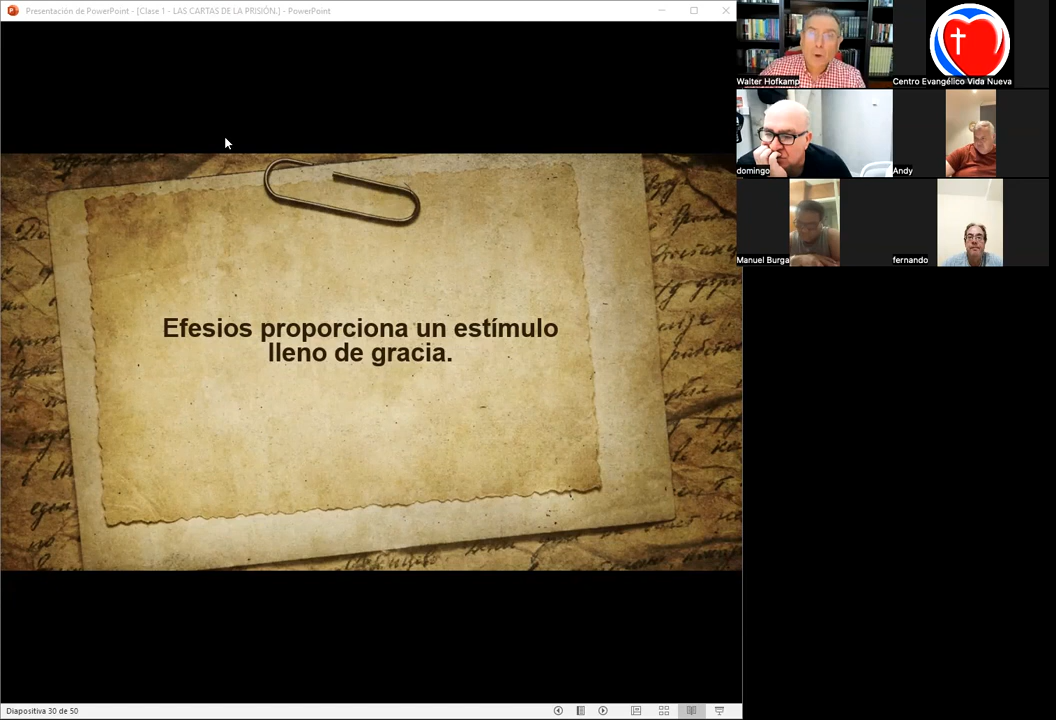 Presentación de PowerPoint - [Clase 1 - LAS CARTAS DE LA PRISIÓN.] - PowerPoint
Walter Hofkamp
Centro Evangélico Vida Nueva
domingo
Andy
Manuel Burga
fernando
Efesios proporciona un estímulo
lleno de gracia.
Diapositiva 30 de 50